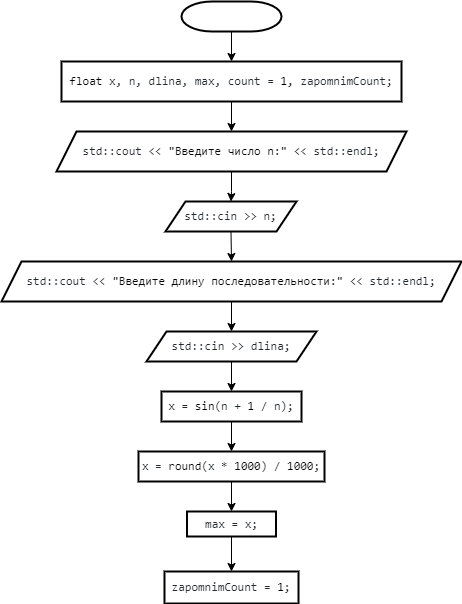 float x, n, dlina, max, count = 1, zapomnimCount;
std::cout << "Введите число n:" << std::endl;
std::cin >> n;
std::cout << "Введите длину последовательности:" << std::endl;
std::cin >> dlina;
x = sin(n + 1 / n);
x = round(x * 1000) / 1000;
max = x;
zapomnimCount = 1;